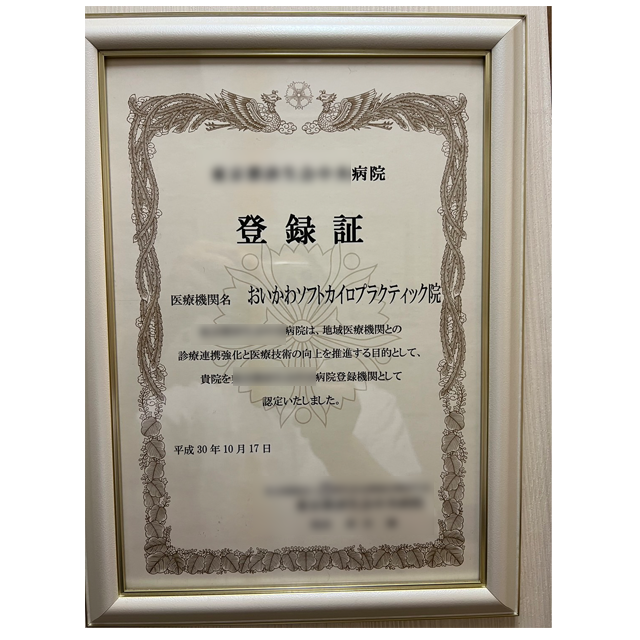 病院
登録証
医療機関名 おいかわソフトカイロプラクティック院
病院は、地域医療機関との
診療連携強化と医療技術の向上を推進する目的として、
貴院を 病院登録機関として
認定いたしました。
平成30年10月17日